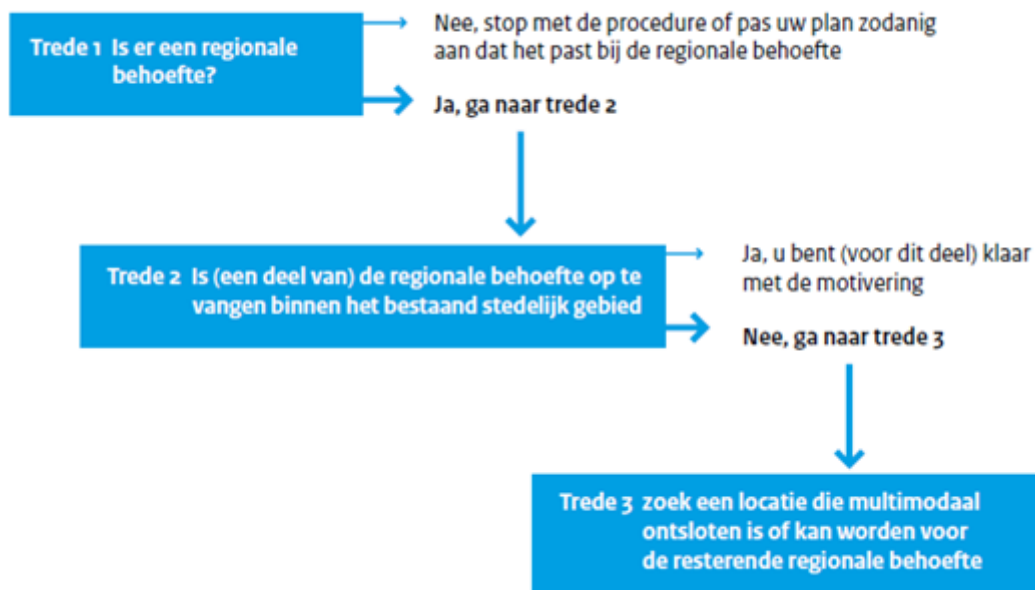 Trede 1 Is er een regionale
behoefte?
Nee, stop met de procedure of pas uw plan zodanig
aan dat het past bij de regionale behoefte
Ja, ga naar trede 2
Trede 2 Is (een deel van) de regionale behoefte op te
vangen binnen het bestaand stedelijk gebied
Ja, u bent (voor dit deel) klaar
met de motivering
Nee, ga naar trede 3
Trede 3 zoek een locatie die multimodaal
ontsloten is of kan worden voor
de resterende regionale behoefte